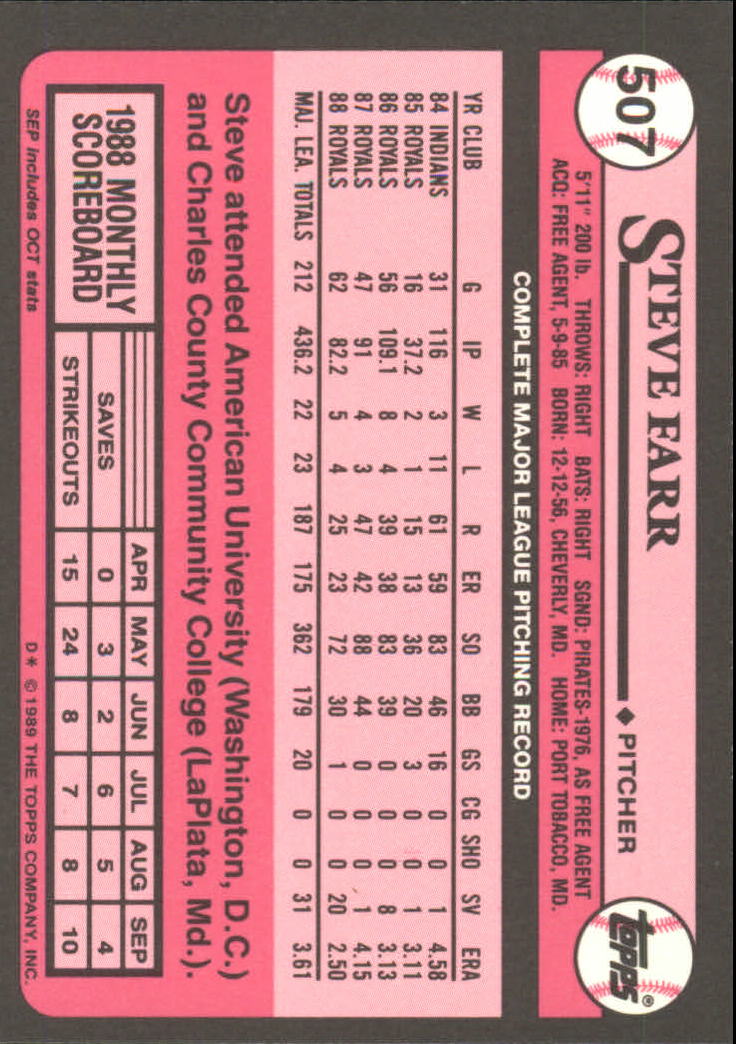 507
STEVE FARR
◆ PITCHER
topps®
5'11" 200 lb. THROWS: RIGHT BATS: RIGHT SGND: PIRATES-1976, AS FREE AGENT
ACQ: FREE AGENT, 5-9-85 BORN: 12-12-56, CHEVERLY, MD. HOME: PORT TOBACCO, MD.
COMPLETE MAJOR LEAGUE PITCHING RECORD
YR CLUB G IP W L R ER SO BB GS CG SHO SV ERA
84 INDIANS 31 116 3 11 61 59 83 46 16 0 0 1 4.58
85 ROYALS 16 37.2 2 1 15 13 36 20 3 0 0 1 3.11
86 ROYALS 56 109.1 8 4 39 38 83 39 0 0 0 8 3.13
87 ROYALS 47 91 4 3 47 42 88 44 0 0 0 1 4.15
88 ROYALS 62 82.2 5 4 25 23 72 30 1 0 0 20 2.50
MAJ. LEA. TOTALS 212 436.2 22 23 187 175 362 179 20 0 0 31 3.61
Steve attended American University (Washington, D.C.)
and Charles County Community College (LaPlata, Md.).
1988 MONTHLY
SCOREBOARD
APR MAY JUN JUL AUG SEP
SAVES 0 3 2 6 5 4
STRIKEOUTS 15 24 8 7 8 10
SEP includes OCT stats
D* © 1989 THE TOPPS COMPANY, INC.